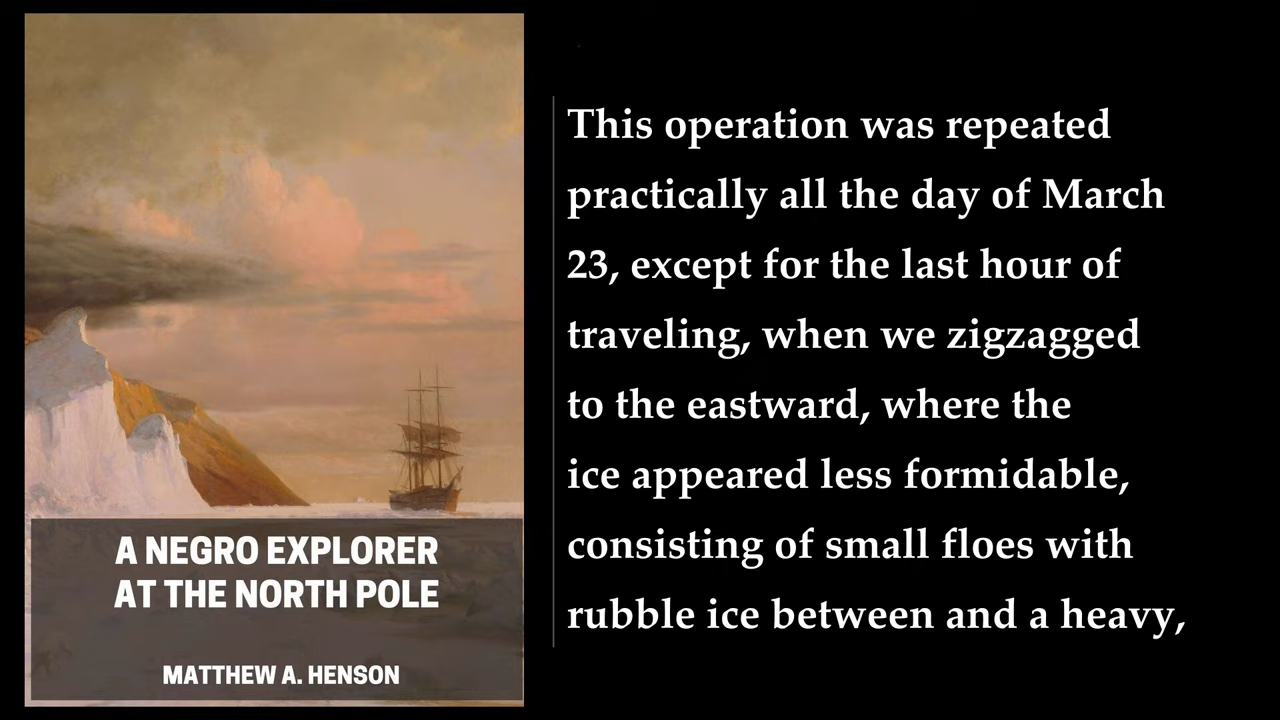 A NEGRO EXPLORER
AT THE NORTH POLE
MATTHEW A. HENSON
This operation was repeated
practically all the day of March
23, except for the last hour of
traveling, when we zigzagged
to the eastward, where the
ice appeared less formidable,
consisting of small floes with
rubble ice between and a heavy,